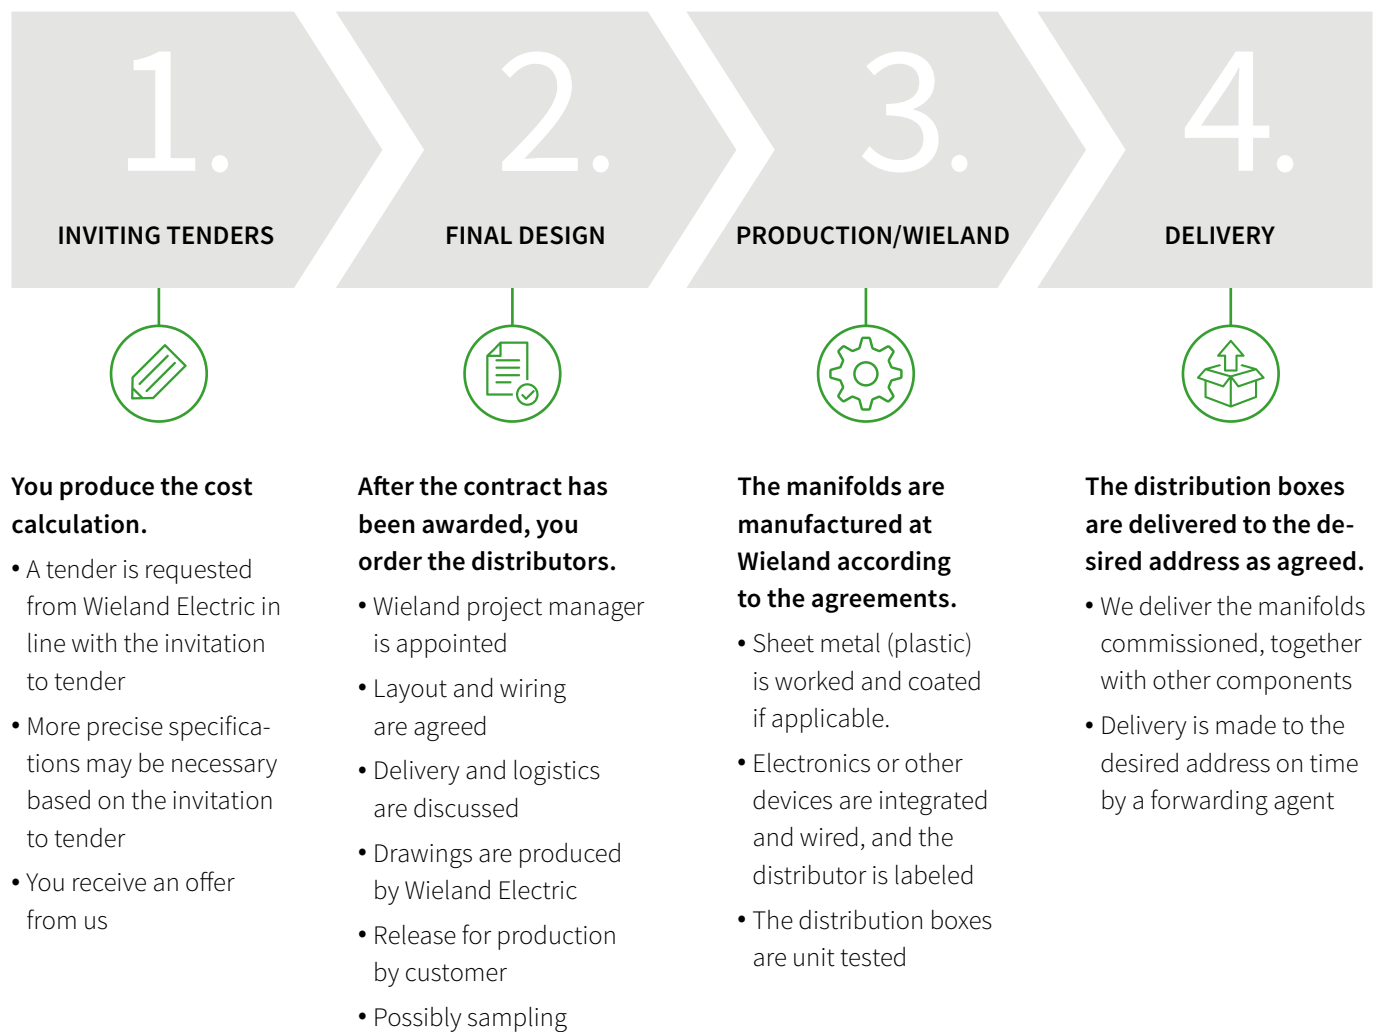 1.
INVITING TENDERS
You produce the cost
calculation.
• A tender is requested
from Wieland Electric in
line with the invitation
to tender
• More precise specifica-
tions may be necessary
based on the invitation
to tender
• You receive an offer
from us
2.
FINAL DESIGN
After the contract has
been awarded, you
order the distributors.
• Wieland project manager
is appointed
• Layout and wiring
are agreed
• Delivery and logistics
are discussed
• Drawings are produced
by Wieland Electric
• Release for production
by customer
• Possibly sampling
3.
PRODUCTION/WIELAND
The manifolds are
manufactured at
Wieland according
to the agreements.
• Sheet metal (plastic)
is worked and coated
if applicable.
• Electronics or other
devices are integrated
and wired, and the
distributor is labeled
• The distribution boxes
are unit tested
4.
DELIVERY
The distribution boxes
are delivered to the de-
sired address as agreed.
• We deliver the manifolds
commissioned, together
with other components
• Delivery is made to the
desired address on time
by a forwarding agent